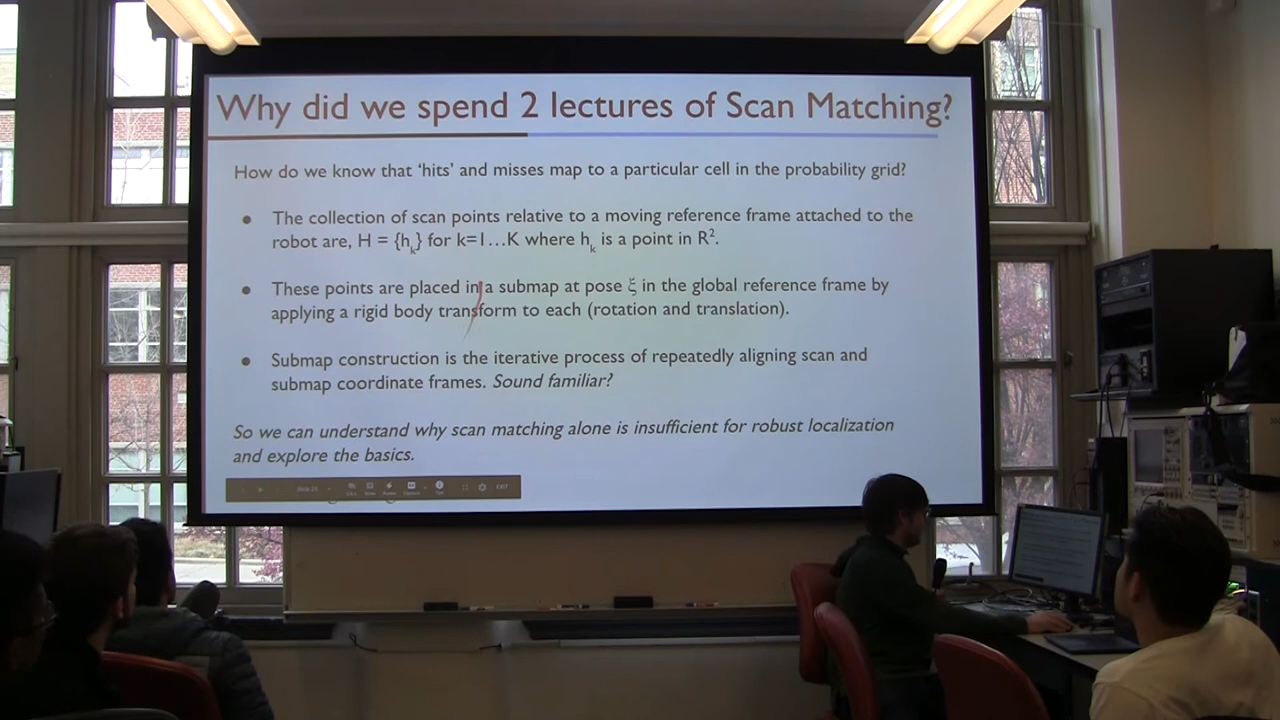 Why did we spend 2 lectures of Scan Matching?
How do we know that ‘hits’ and misses map to a particular cell in the probability grid?
● The collection of scan points relative to a moving reference frame attached to the
robot are, H = {hk} for k=1…K where hk is a point in R².
● These points are placed in a submap at pose ξ in the global reference frame by
applying a rigid body transform to each (rotation and translation).
● Submap construction is the iterative process of repeatedly aligning scan and
submap coordinate frames. Sound familiar?
So we can understand why scan matching alone is insufficient for robust localization
and explore the basics.
EXIT